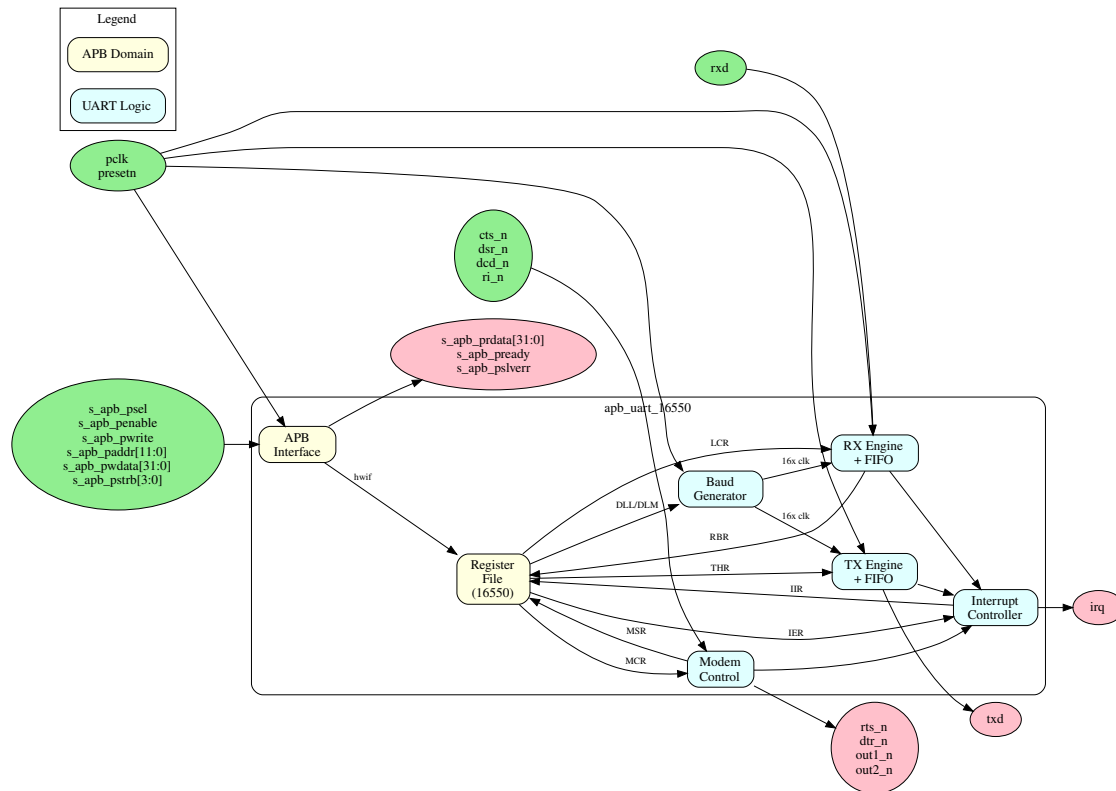 Legend
APB Domain
UART Logic
rxd
pclk
presetn
cts_n
dsr_n
dcd_n
ri_n
s_apb_prdata[31:0]
s_apb_pready
s_apb_pslverr
s_apb_psel
s_apb_penable
s_apb_pwrite
s_apb_paddr[11:0]
s_apb_pwdata[31:0]
s_apb_pstrb[3:0]
apb_uart_16550
APB
Interface
hwif
LCR
RX Engine
+ FIFO
16x clk
Baud
Generator
DLL/DLM
16x clk
RBR
Register
File
(16550)
THR
TX Engine
+ FIFO
IIR
Interrupt
Controller
irq
IER
MSR
MCR
Modem
Control
txd
rts_n
dtr_n
out1_n
out2_n